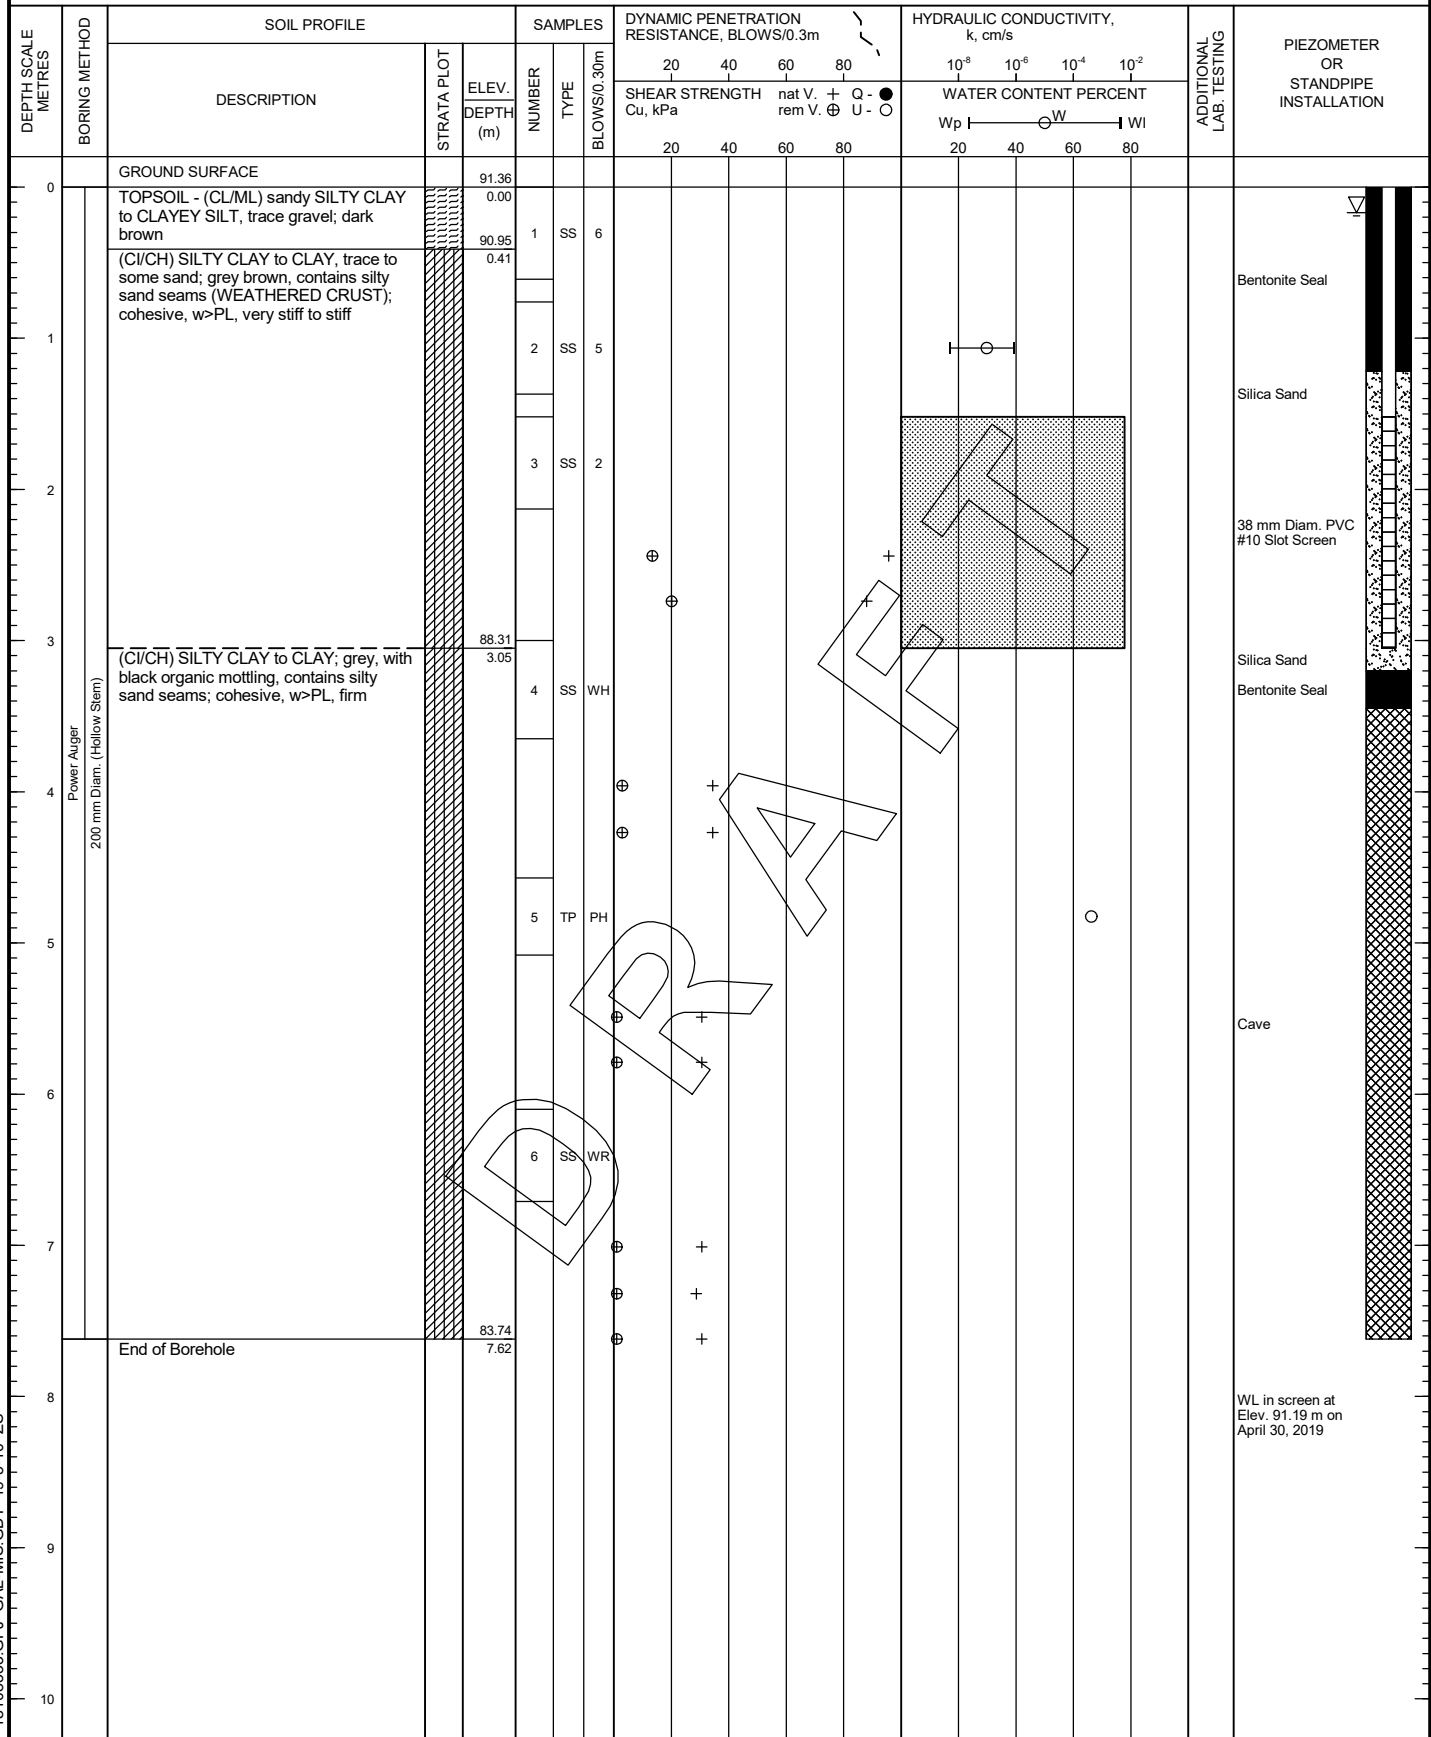 DEPTH SCALE
METRES
BORING METHOD
SOIL PROFILE
DESCRIPTION
STRATA PLOT
ELEV.
DEPTH
(m)
SAMPLES
NUMBER
TYPE
BLOWS/0.30m
DYNAMIC PENETRATION
RESISTANCE, BLOWS/0.3m
20 40 60 80
SHEAR STRENGTH nat V. + Q - ●
Cu, kPa rem V. ⊕ U - ○
20 40 60 80
HYDRAULIC CONDUCTIVITY,
k, cm/s
10⁻⁸ 10⁻⁶ 10⁻⁴ 10⁻²
WATER CONTENT PERCENT
Wp W Wl
20 40 60 80
ADDITIONAL
LAB. TESTING
PIEZOMETER
OR
STANDPIPE
INSTALLATION
GROUND SURFACE 91.36
0
TOPSOIL - (CL/ML) sandy SILTY CLAY 0.00
to CLAYEY SILT, trace gravel; dark
brown 90.95
1 SS 6
(CI/CH) SILTY CLAY to CLAY, trace to 0.41
some sand; grey brown, contains silty
sand seams (WEATHERED CRUST);
cohesive, w>PL, very stiff to stiff
Bentonite Seal
1
2 SS 5
Silica Sand
3 SS 2
2
38 mm Diam. PVC
#10 Slot Screen
3
88.31
(CI/CH) SILTY CLAY to CLAY; grey, with 3.05
black organic mottling, contains silty
sand seams; cohesive, w>PL, firm
Silica Sand
4 SS WH
Bentonite Seal
Power Auger
200 mm Diam. (Hollow Stem)
4
5 TP PH
5
Cave
6
6 SS WR
7
83.74
End of Borehole 7.62
8
WL in screen at
Elev. 91.19 m on
April 30, 2019
9
10
DRAFT